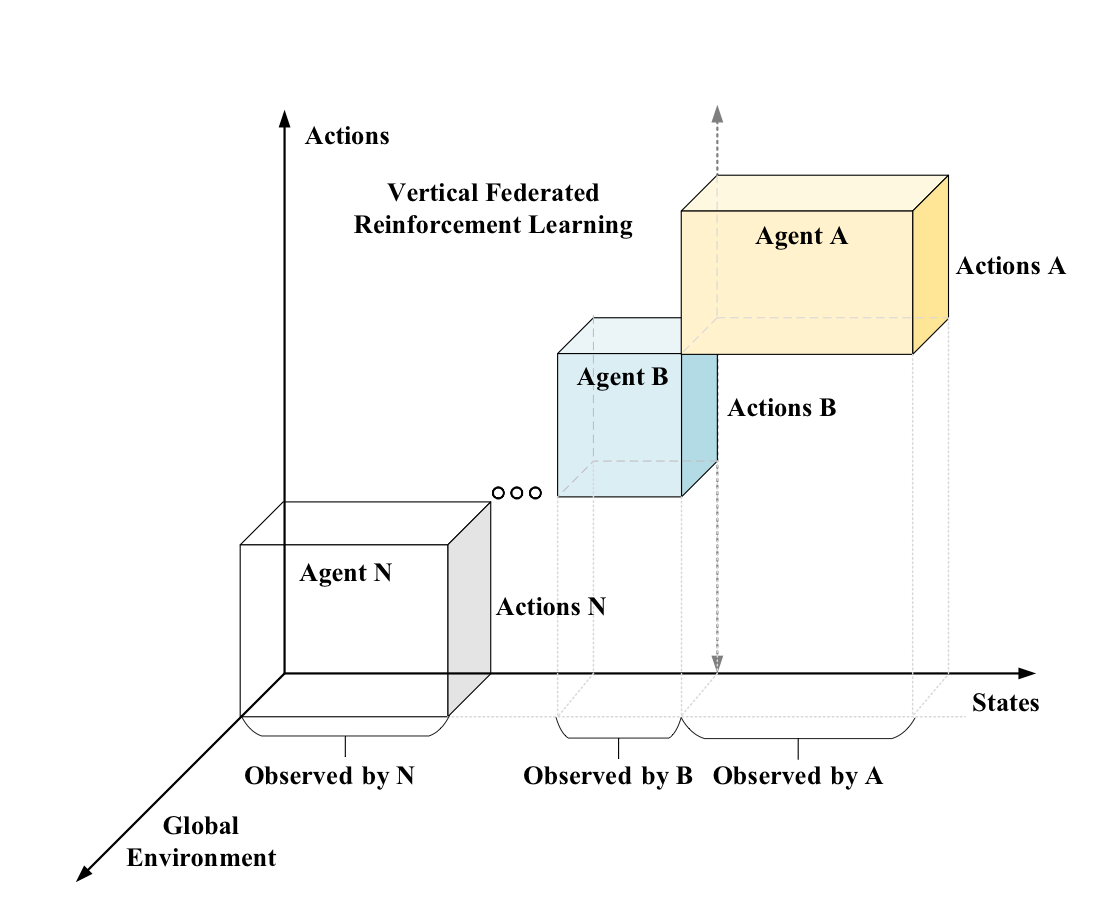 Actions
Vertical Federated
Reinforcement Learning
Agent A
Actions A
Agent B
Actions B
Agent N
Actions N
States
Observed by N
Observed by B
Observed by A
Global
Environment